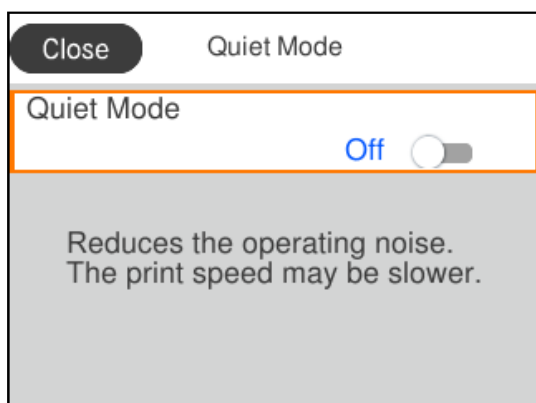 Close Quiet Mode
Quiet Mode
Off
Reduces the operating noise.
The print speed may be slower.